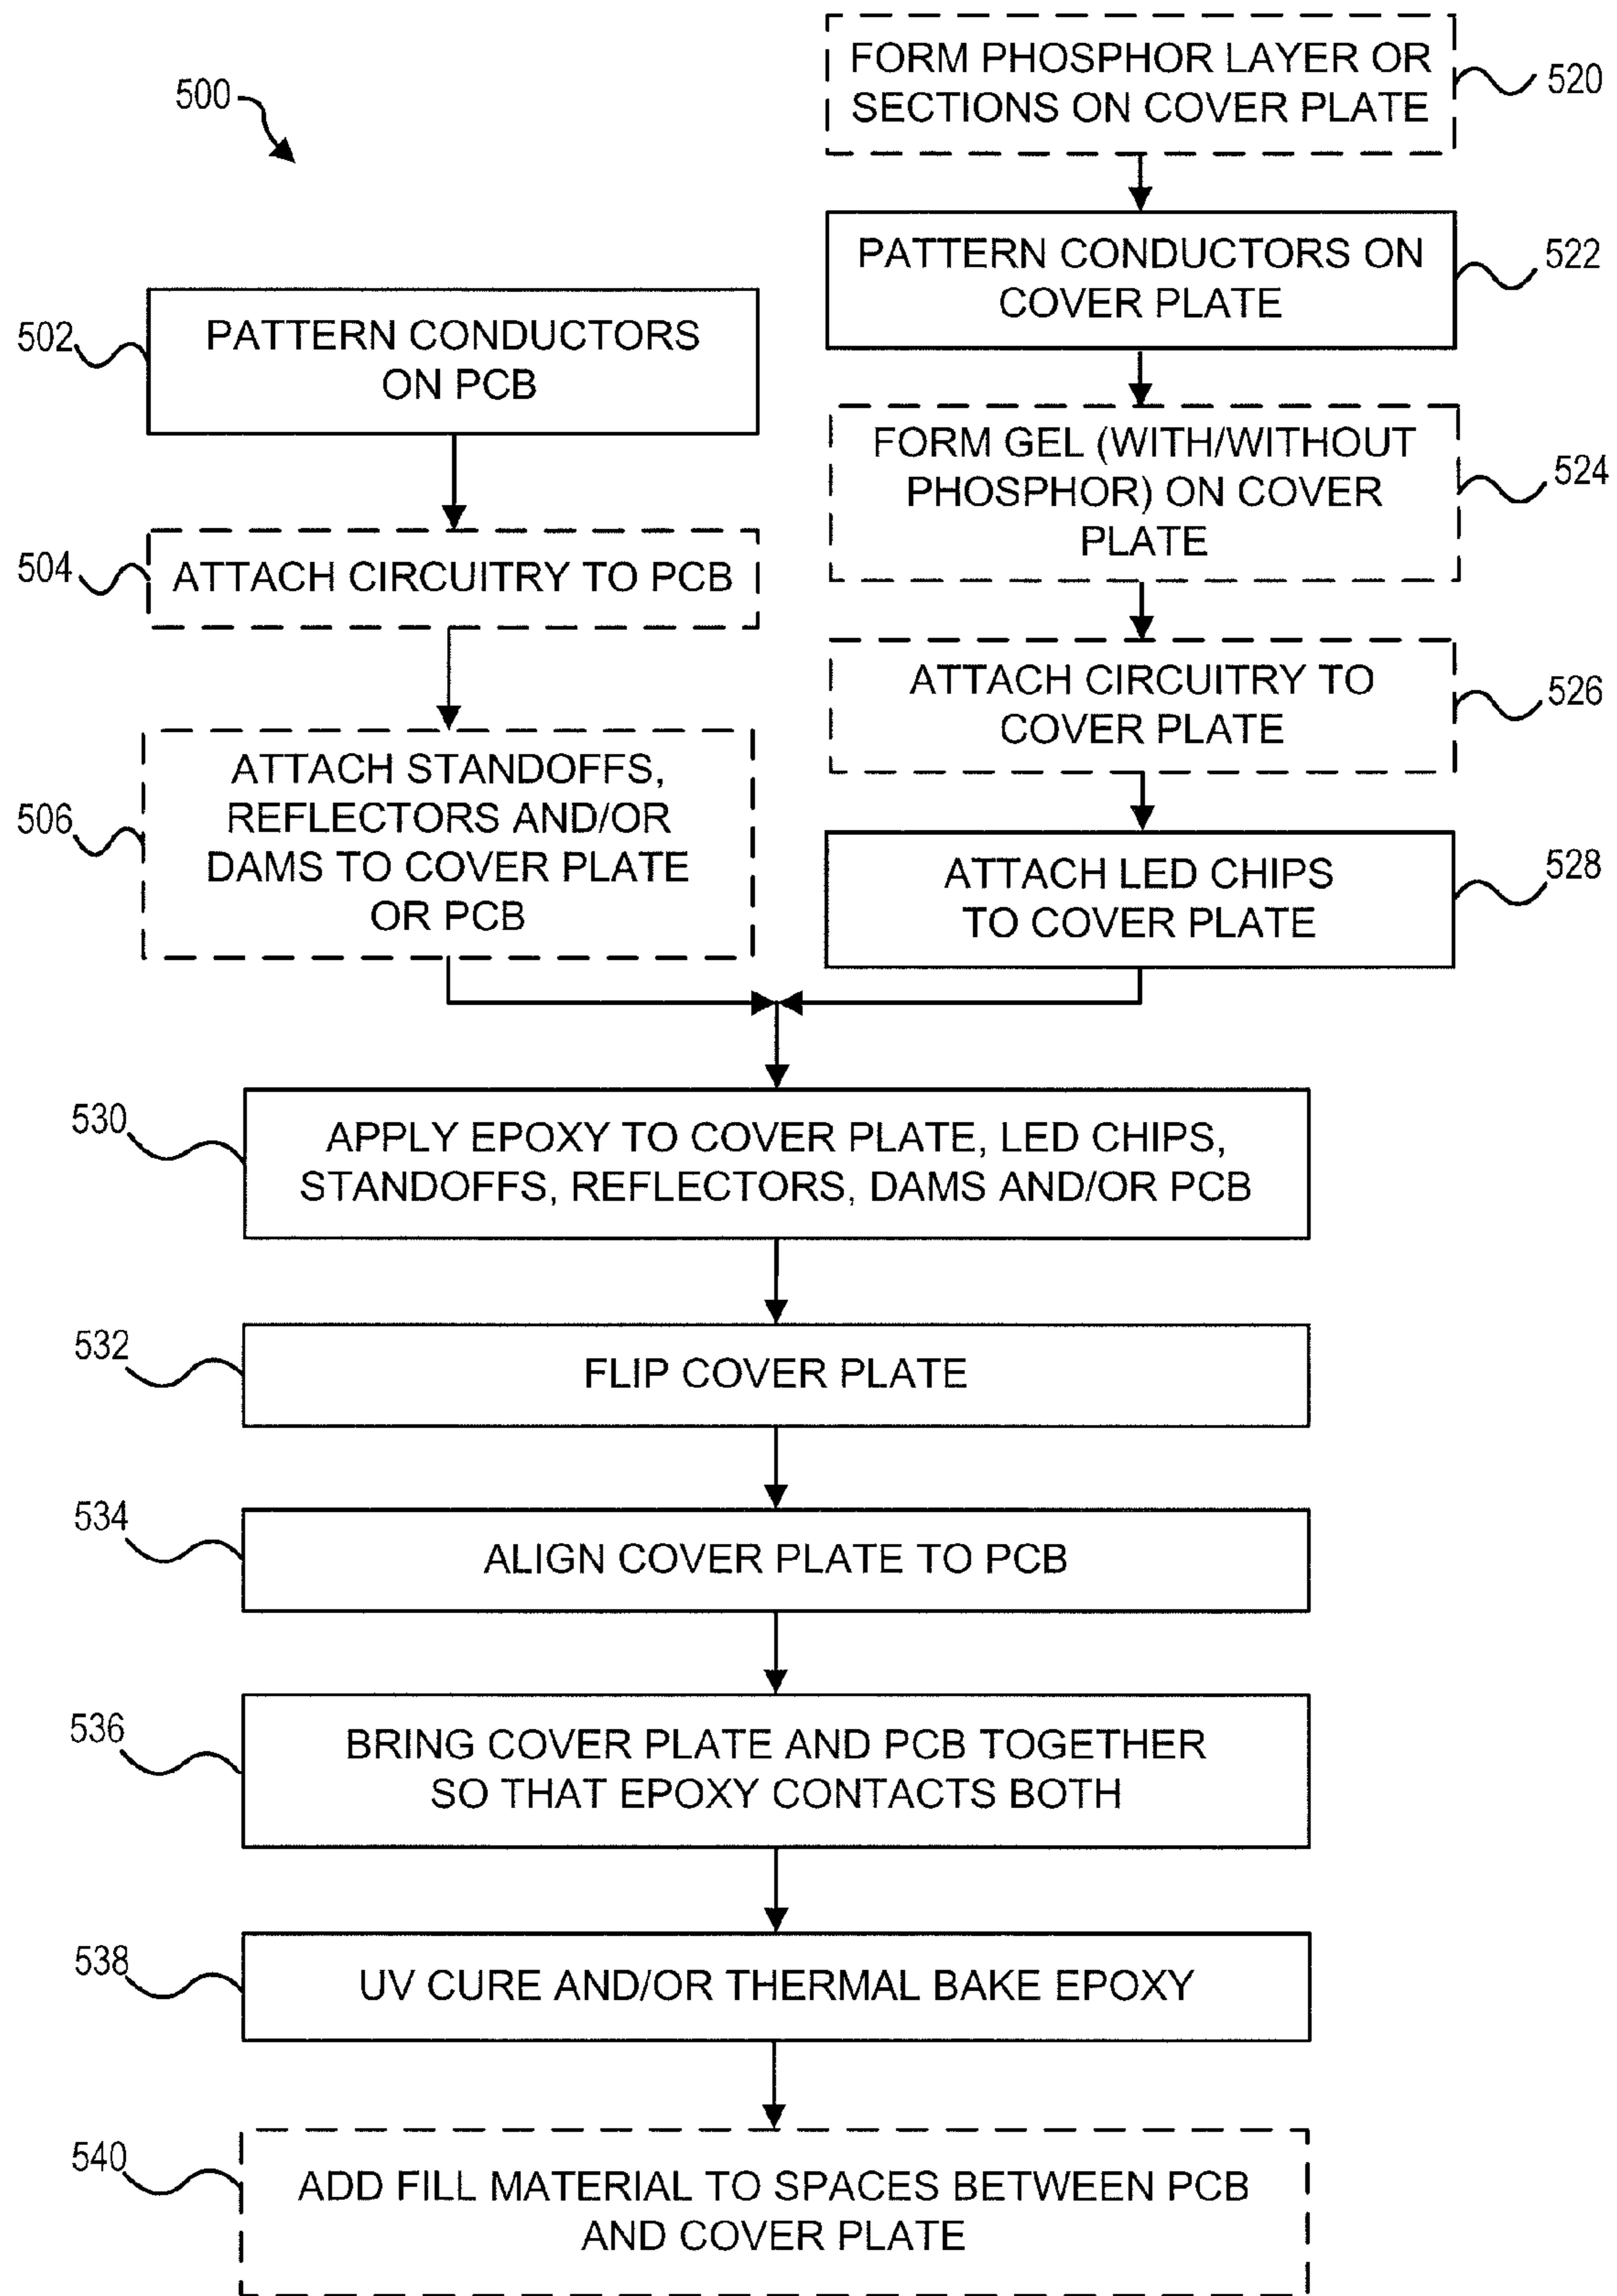 500
502
PATTERN CONDUCTORS
ON PCB
504
ATTACH CIRCUITRY TO PCB
506
ATTACH STANDOFFS,
REFLECTORS AND/OR
DAMS TO COVER PLATE
OR PCB
FORM PHOSPHOR LAYER OR
SECTIONS ON COVER PLATE
520
PATTERN CONDUCTORS ON
COVER PLATE
522
FORM GEL (WITH/WITHOUT
PHOSPHOR) ON COVER
PLATE
524
ATTACH CIRCUITRY TO
COVER PLATE
526
ATTACH LED CHIPS
TO COVER PLATE
528
530
APPLY EPOXY TO COVER PLATE, LED CHIPS,
STANDOFFS, REFLECTORS, DAMS AND/OR PCB
532
FLIP COVER PLATE
534
ALIGN COVER PLATE TO PCB
536
BRING COVER PLATE AND PCB TOGETHER
SO THAT EPOXY CONTACTS BOTH
538
UV CURE AND/OR THERMAL BAKE EPOXY
540
ADD FILL MATERIAL TO SPACES BETWEEN PCB
AND COVER PLATE